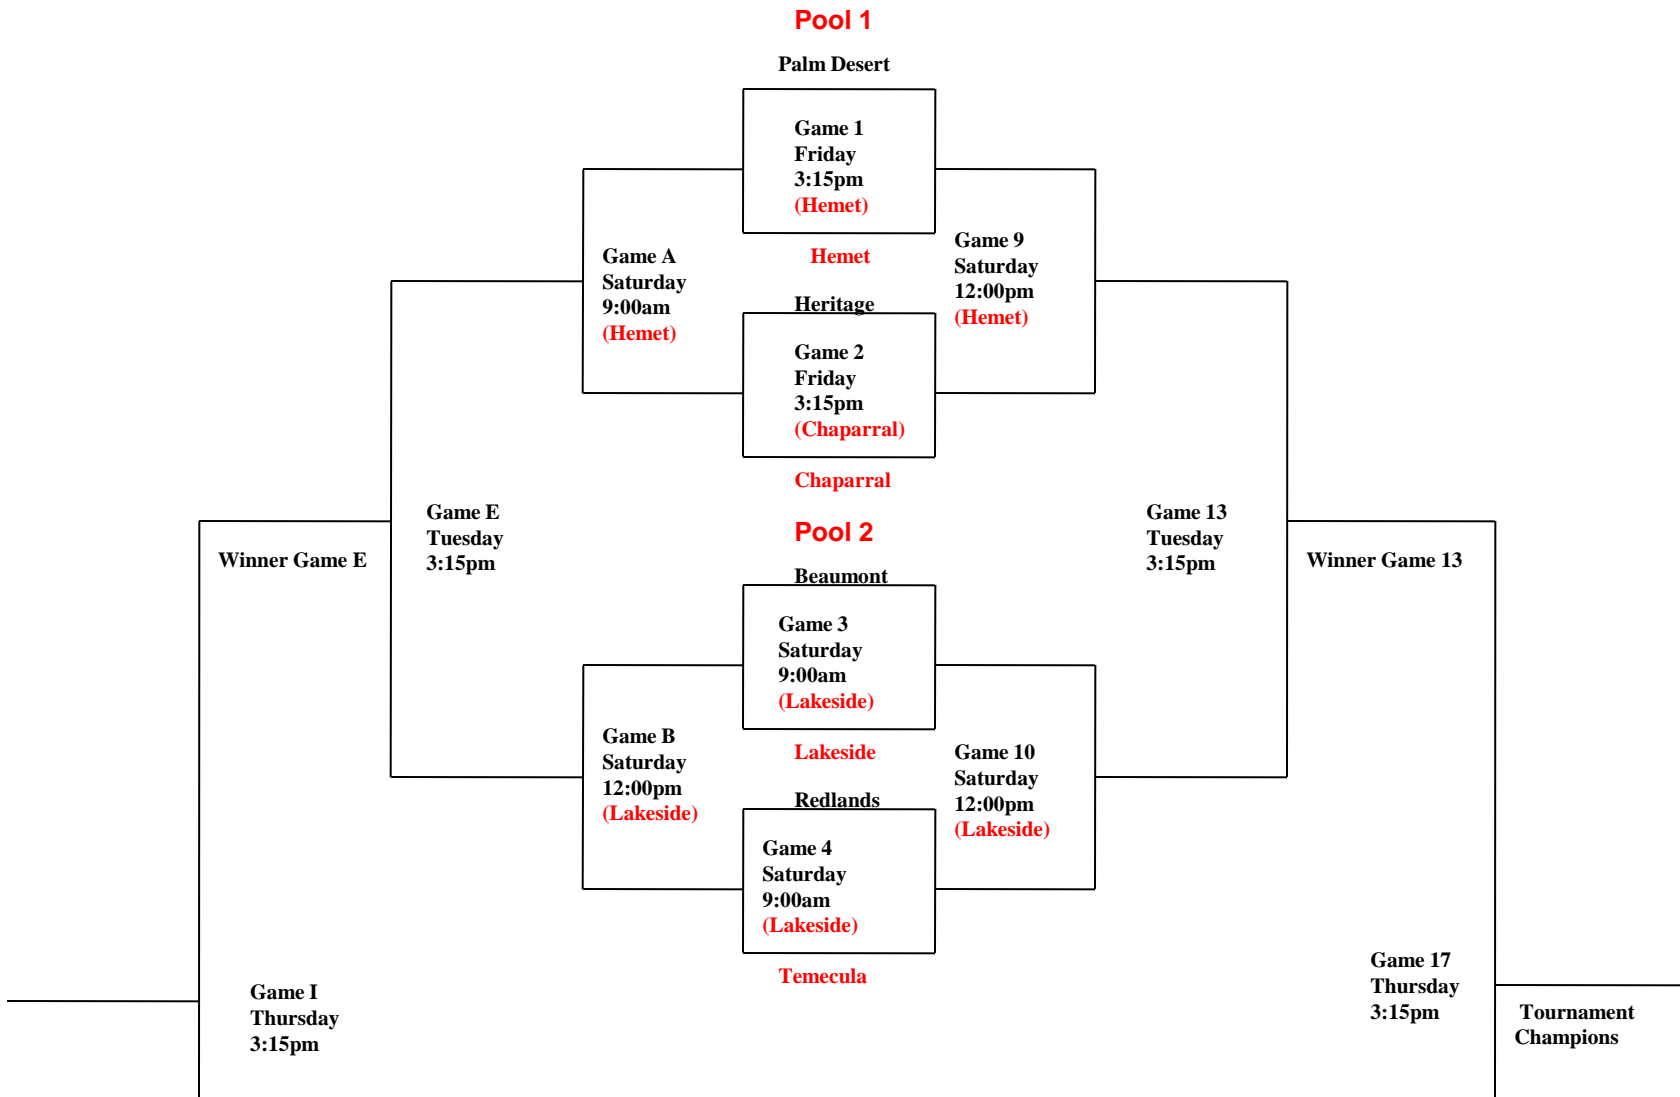 Pool 1
Palm Desert
Game 1
Friday
3:15pm
(Hemet)
Hemet
Game A
Saturday
9:00am
(Hemet)
Game 9
Saturday
12:00pm
(Hemet)
Heritage
Game 2
Friday
3:15pm
(Chaparral)
Chaparral
Game E
Tuesday
3:15pm
Winner Game E
Game 13
Tuesday
3:15pm
Winner Game 13
Pool 2
Beaumont
Game 3
Saturday
9:00am
(Lakeside)
Lakeside
Game B
Saturday
12:00pm
(Lakeside)
Game 10
Saturday
12:00pm
(Lakeside)
Redlands
Game 4
Saturday
9:00am
(Lakeside)
Temecula
Game I
Thursday
3:15pm
Game 17
Thursday
3:15pm
Tournament
Champions